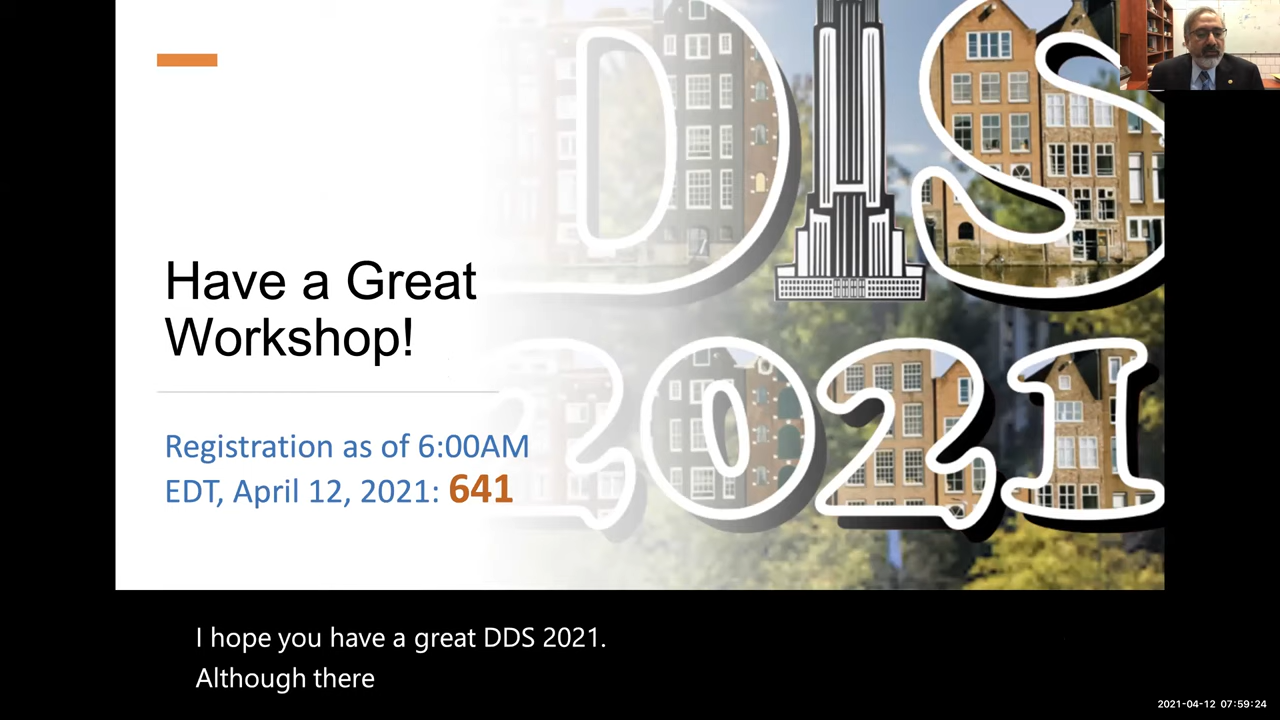 DIS
2021
Have a Great
Workshop!
Registration as of 6:00AM
EDT, April 12, 2021: 641
I hope you have a great DDS 2021.
Although there
2021-04-12 07:59:24